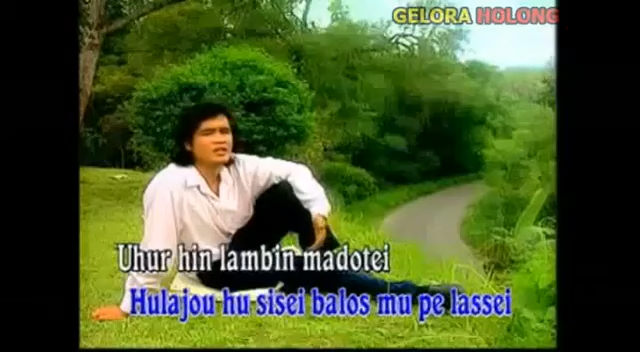 GELORA HOLONG
Uhur hin lambin madotei
Hulajou hu sisei balos mu pe lassei